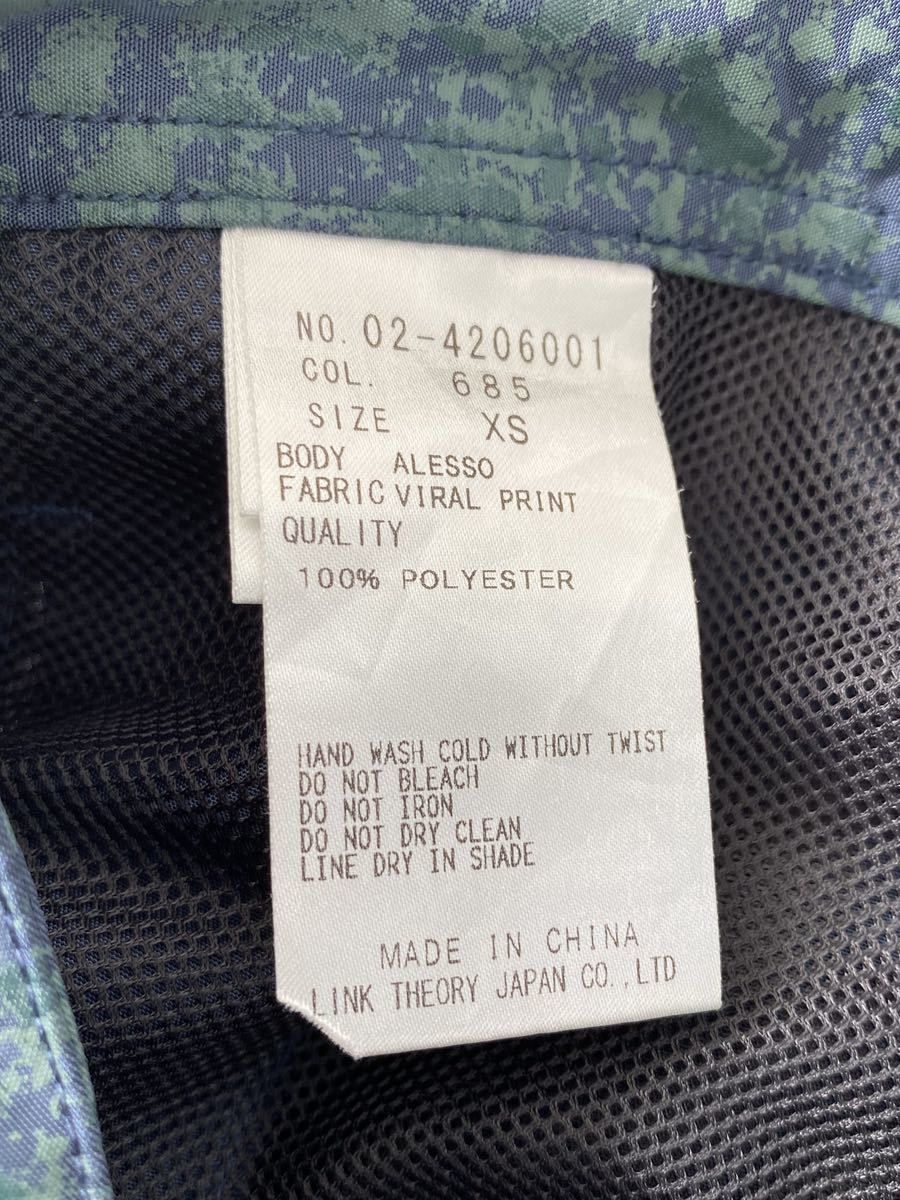 NO. 02-4206001
COL. 685
SIZE XS
BODY ALESSO
FABRIC VIRAL PRINT
QUALITY
100% POLYESTER
HAND WASH COLD WITHOUT TWIST
DO NOT BLEACH
DO NOT IRON
DO NOT DRY CLEAN
LINE DRY IN SHADE
MADE IN CHINA
LINK THEORY JAPAN CO.,LTD